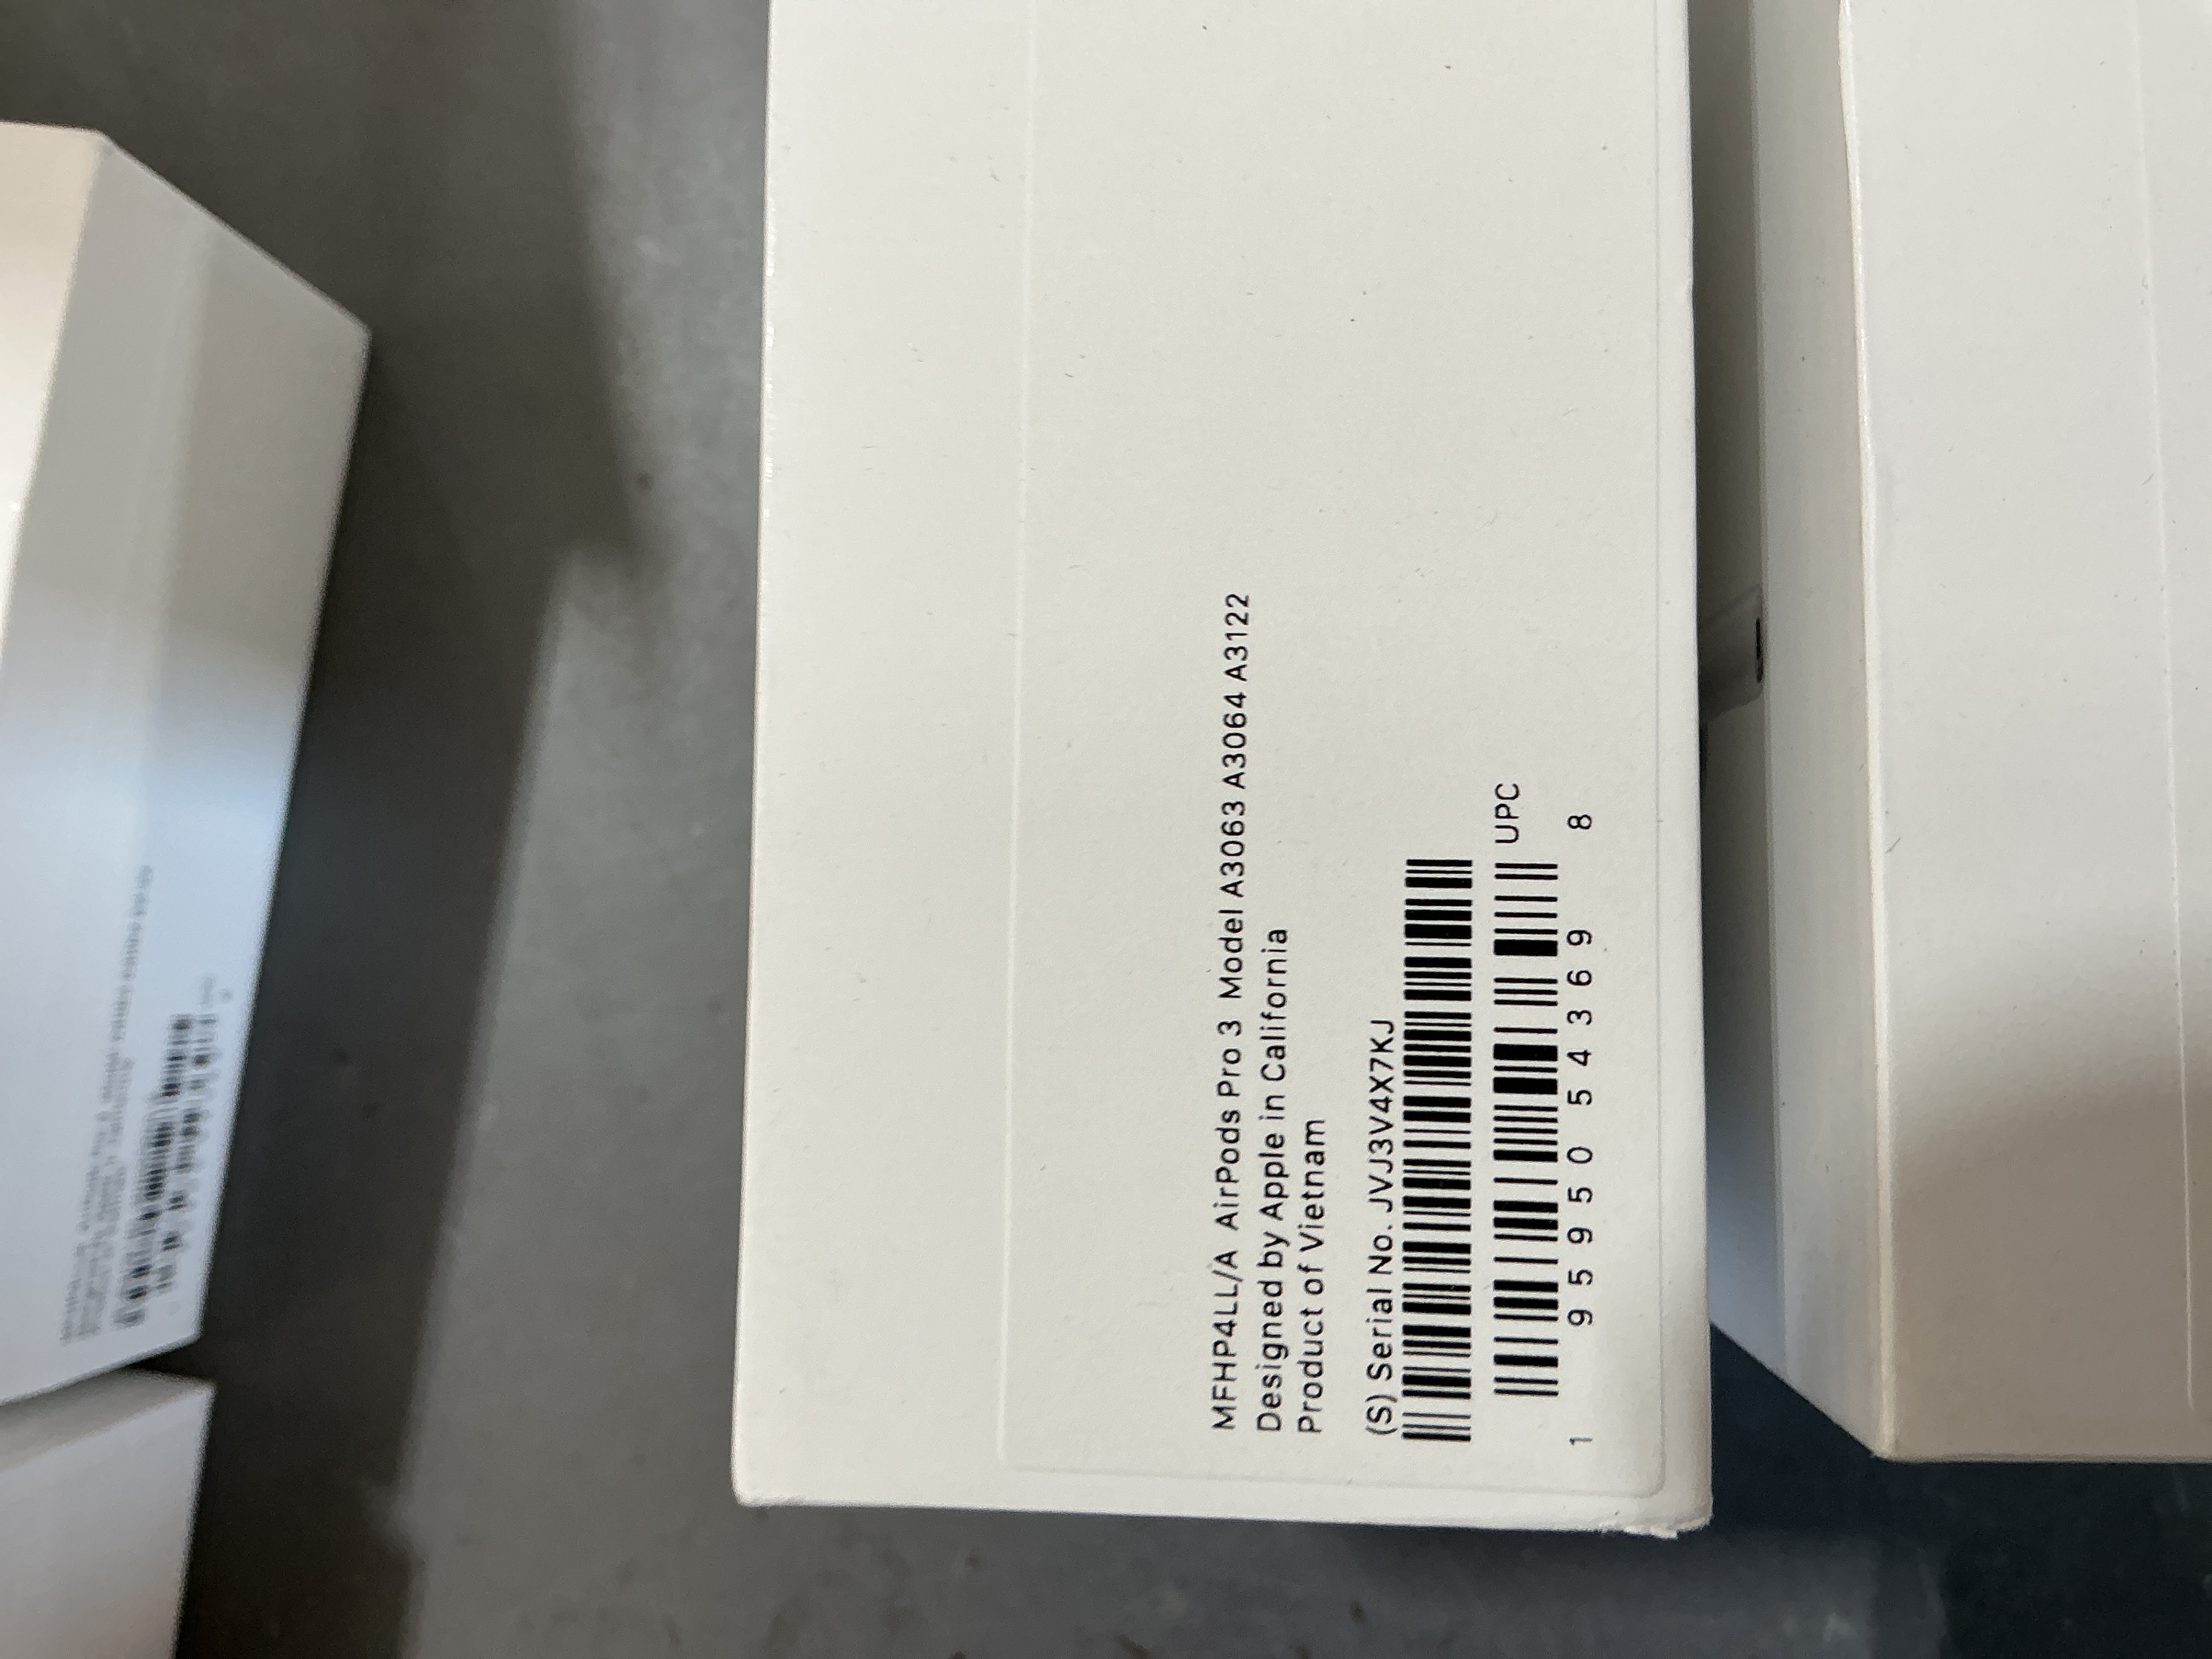 MFHP4LL/A AirPods Pro 3 Model A3063 A3064 A3122
Designed by Apple in California
Product of Vietnam
(S) Serial No. JVJ3V4X7KJ
UPC
1 95950 54369 8